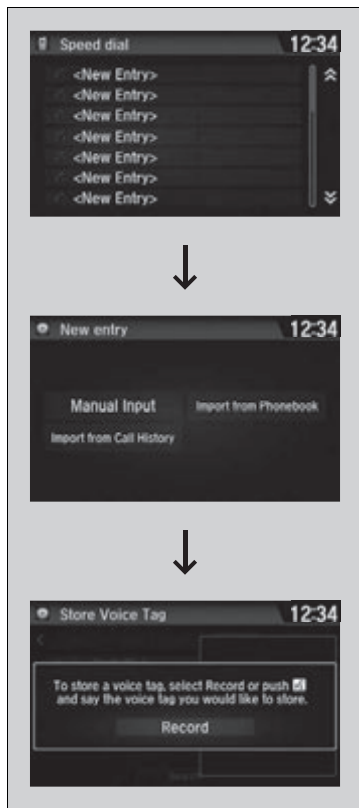 Speed dial 12:34
<New Entry>
<New Entry>
<New Entry>
<New Entry>
<New Entry>
<New Entry>
<New Entry>
New entry 12:34
Manual Input Import from Phonebook
Import from Call History
Store Voice Tag 12:34
To store a voice tag, select Record or push
and say the voice tag you would like to store.
Record